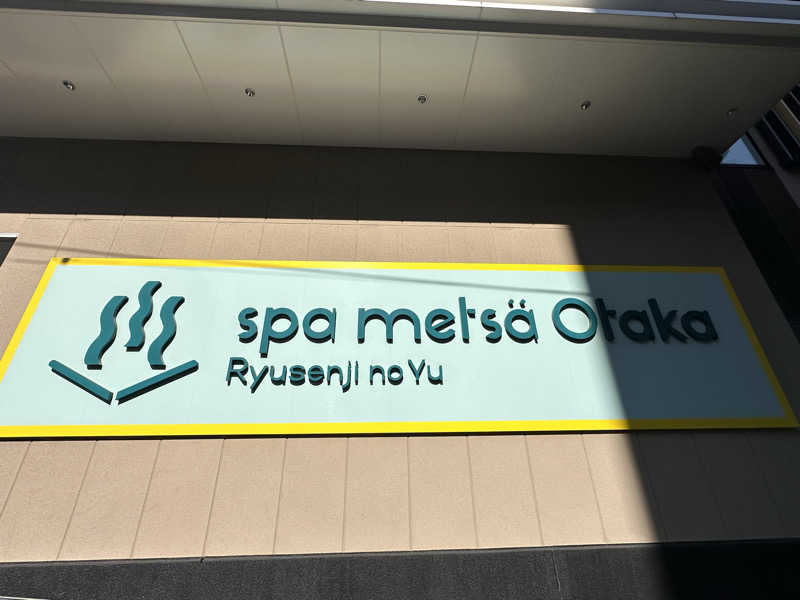 spa metsä Otaka
Ryusenji no Yu